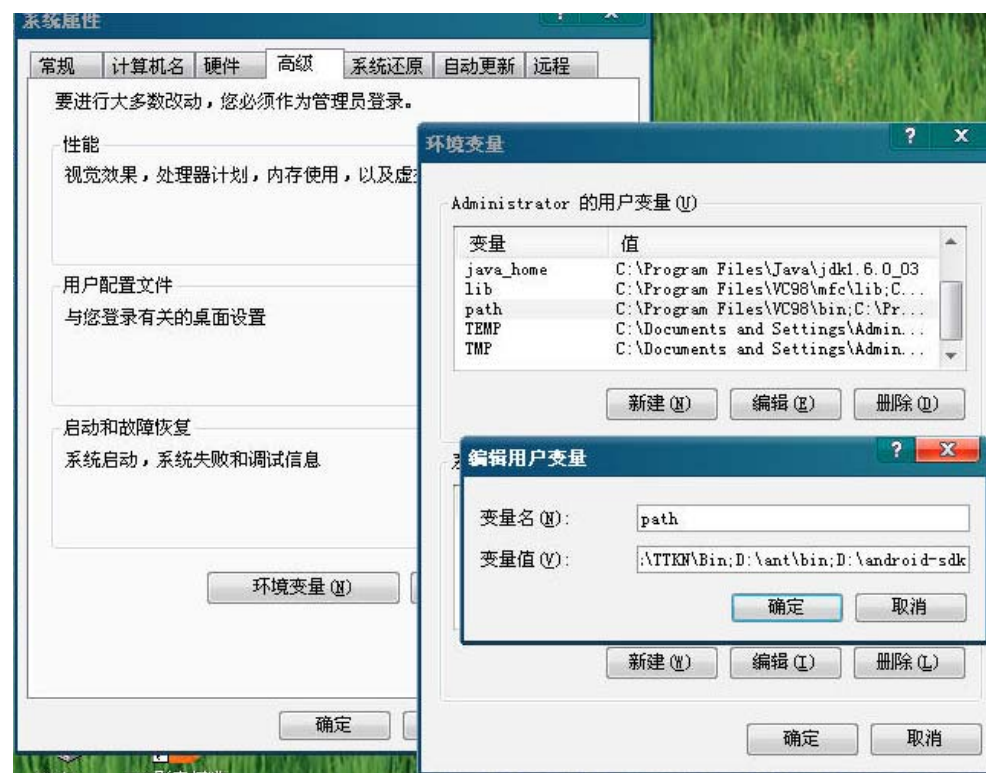 系统属性
? x
常规 计算机名 硬件 高级 系统还原 自动更新 远程
要进行大多数改动，您必须作为管理员登录。
性能
视觉效果，处理器计划，内存使用，以及虚
用户配置文件
与您登录有关的桌面设置
启动和故障恢复
系统启动，系统失败和调试信息
环境变量(N)
确定
环境变量
? x
Administrator 的用户变量(U)
变量 值
java_home C:\Program Files\Java\jdk1.6.0_03
lib C:\Program Files\VC98\mfc\lib;C...
path C:\Program Files\VC98\bin;C:\Pr...
TEMP C:\Documents and Settings\Admin...
TMP C:\Documents and Settings\Admin...
新建(N) 编辑(E) 删除(D)
编辑用户变量
? x
变量名(N): path
变量值(V): :\TTKN\Bin;D:\ant\bin;D:\android-sdk
确定 取消
新建(W) 编辑(I) 删除(L)
确定 取消